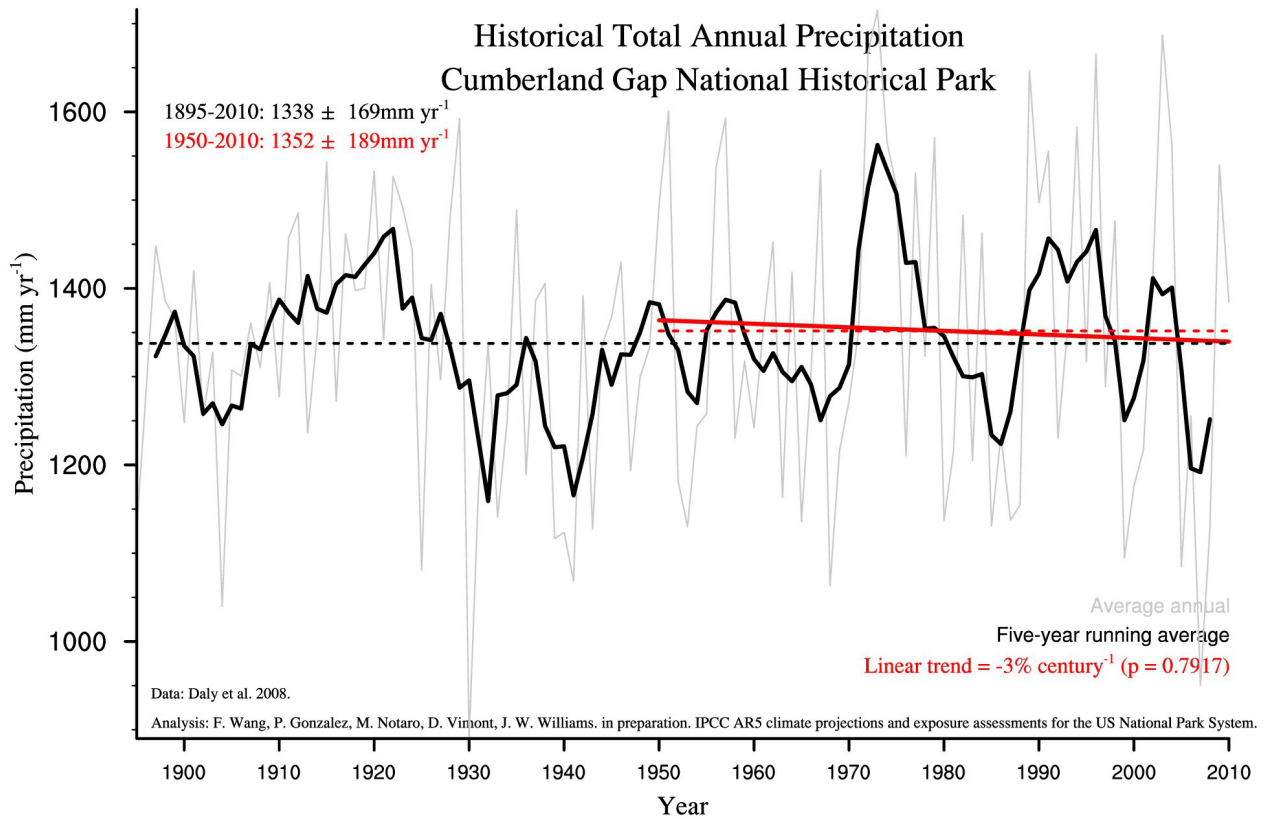 Historical Total Annual Precipitation
Cumberland Gap National Historical Park
1895-2010: 1338 ± 169mm yr⁻¹
1950-2010: 1352 ± 189mm yr⁻¹
Precipitation (mm yr⁻¹)
1600
1400
1200
1000
Average annual
Five-year running average
Linear trend = -3% century⁻¹ (p = 0.7917)
Data: Daly et al. 2008.
Analysis: F. Wang, P. Gonzalez, M. Notaro, D. Vimont, J. W. Williams. in preparation. IPCC AR5 climate projections and exposure assessments for the US National Park System.
1900 1910 1920 1930 1940 1950 1960 1970 1980 1990 2000 2010
Year